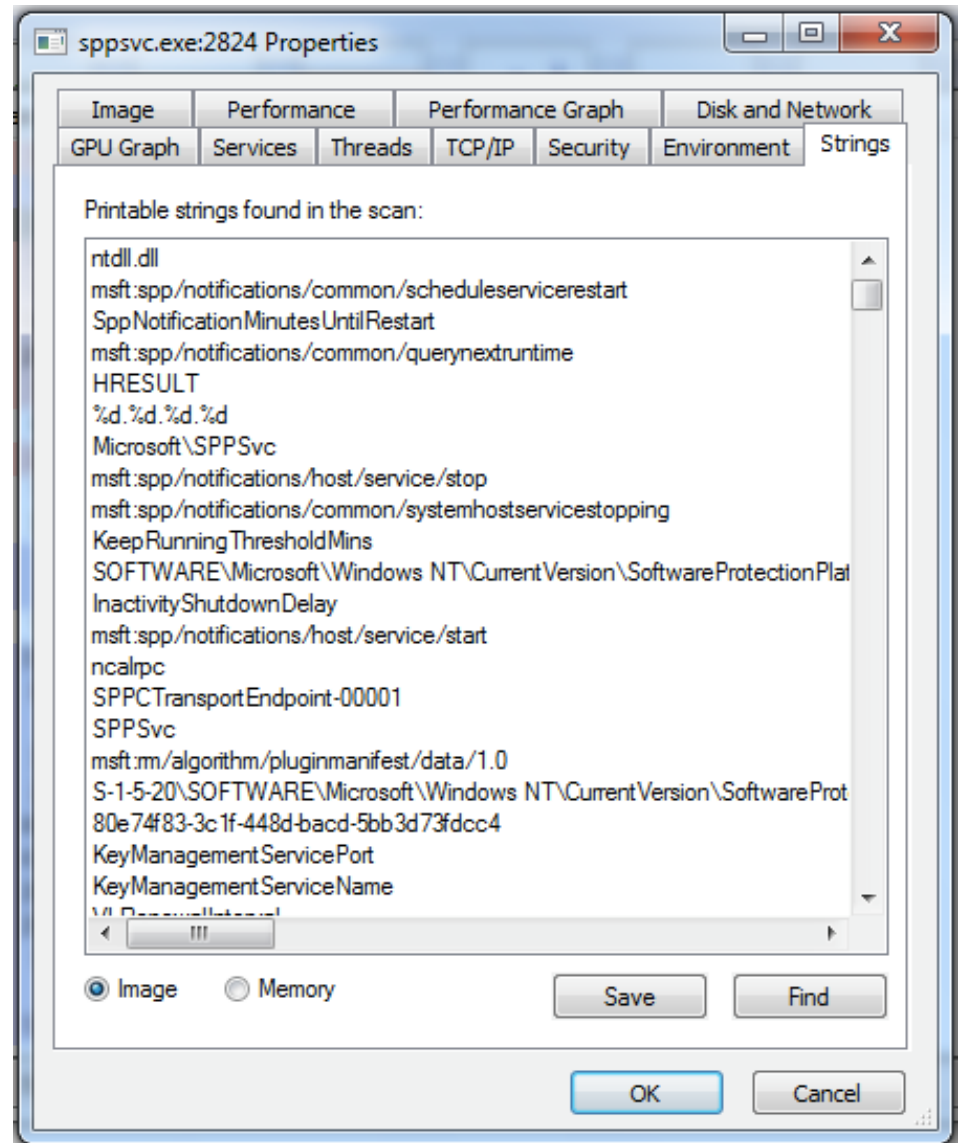 sppsvc.exe:2824 Properties
Image Performance Performance Graph Disk and Network
GPU Graph Services Threads TCP/IP Security Environment Strings
Printable strings found in the scan:
ntdll.dll
msft:spp/notifications/common/scheduleservicerestart
SppNotificationMinutesUntilRestart
msft:spp/notifications/common/querynextruntime
HRESULT
%d.%d.%d.%d
Microsoft\SPPSvc
msft:spp/notifications/host/service/stop
msft:spp/notifications/common/systemhostservicestopping
KeepRunningThresholdMins
SOFTWARE\Microsoft\Windows NT\CurrentVersion\SoftwareProtectionPlat
InactivityShutdownDelay
msft:spp/notifications/host/service/start
ncalrpc
SPPCTransportEndpoint-00001
SPPSvc
msft:rm/algorithm/pluginmanifest/data/1.0
S-1-5-20\SOFTWARE\Microsoft\Windows NT\CurrentVersion\SoftwareProt
80e74f83-3c1f-448d-bacd-5bb3d73fdcc4
KeyManagementServicePort
KeyManagementServiceName
Image Memory Save Find
OK Cancel